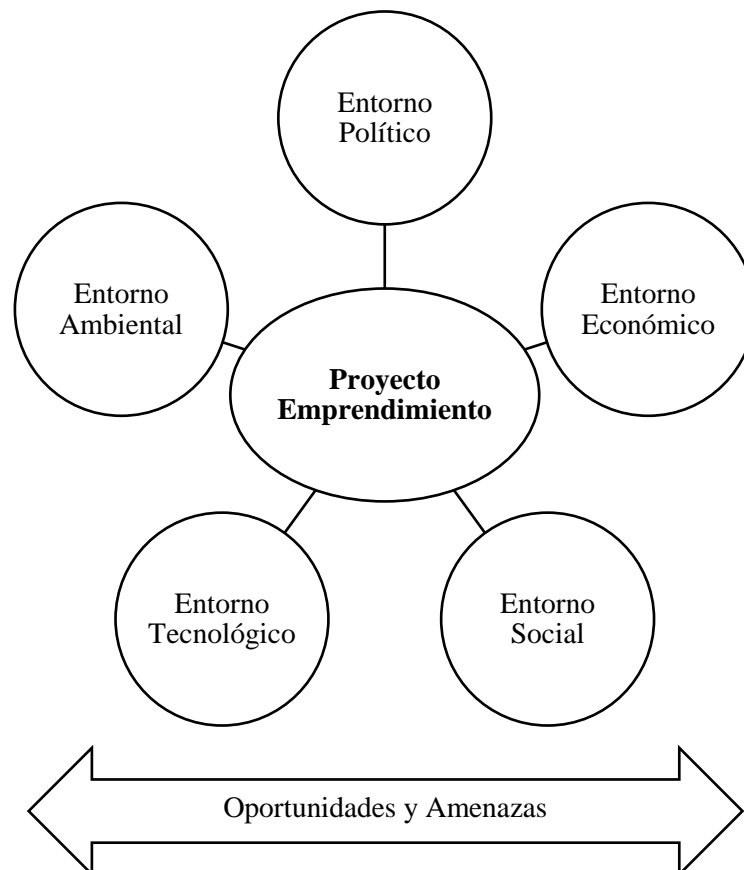 Entorno
Político
Entorno
Ambiental
Entorno
Económico
Proyecto
Emprendimiento
Entorno
Tecnológico
Entorno
Social
Oportunidades y Amenazas